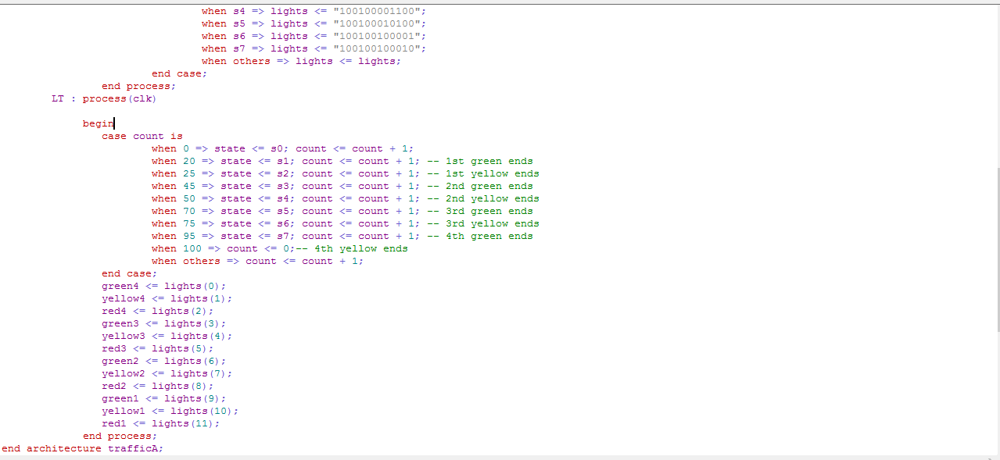 when s4 => lights <= "100100001100";
when s5 => lights <= "100100010100";
when s6 => lights <= "100100100001";
when s7 => lights <= "100100100010";
when others => lights <= lights;
end case;
end process;
LT : process(clk)
begin
case count is
when 0 => state <= s0; count <= count + 1;
when 20 => state <= s1; count <= count + 1; -- 1st green ends
when 25 => state <= s2; count <= count + 1; -- 1st yellow ends
when 45 => state <= s3; count <= count + 1; -- 2nd green ends
when 50 => state <= s4; count <= count + 1; -- 2nd yellow ends
when 70 => state <= s5; count <= count + 1; -- 3rd green ends
when 75 => state <= s6; count <= count + 1; -- 3rd yellow ends
when 95 => state <= s7; count <= count + 1; -- 4th green ends
when 100 => count <= 0;-- 4th yellow ends
when others => count <= count + 1;
end case;
green4 <= lights(0);
yellow4 <= lights(1);
red4 <= lights(2);
green3 <= lights(3);
yellow3 <= lights(4);
red3 <= lights(5);
green2 <= lights(6);
yellow2 <= lights(7);
red2 <= lights(8);
green1 <= lights(9);
yellow1 <= lights(10);
red1 <= lights(11);
end process;
end architecture trafficA;